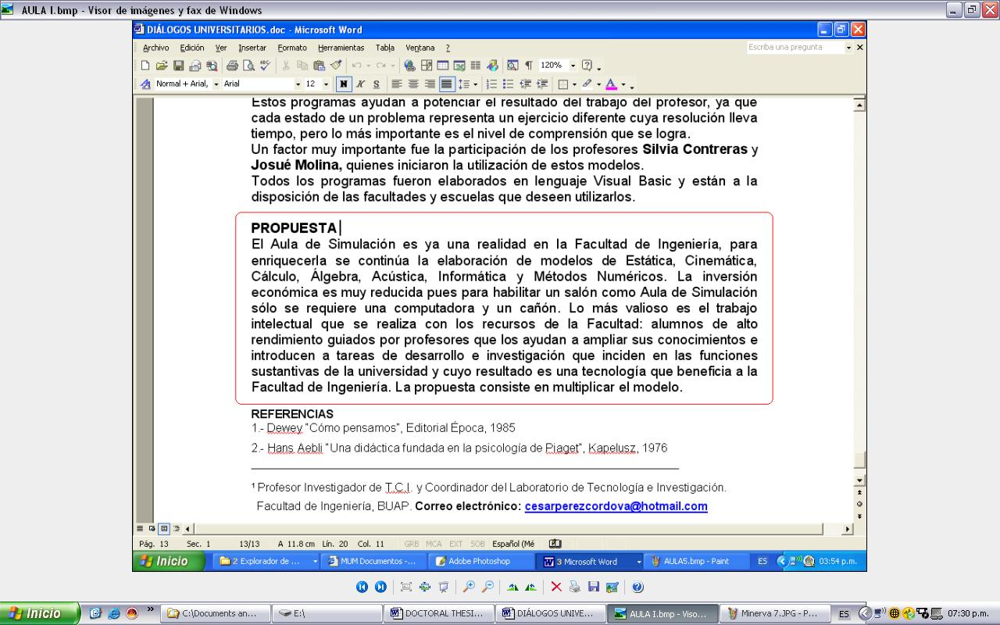 AULA I.bmp - Visor de imágenes y fax de Windows
DIÁLOGOS UNIVERSITARIOS.doc - Microsoft Word
Archivo Edición Ver Insertar Formato Herramientas Tabla Ventana ? Escriba una pregunta
120%
Normal + Arial, Arial 12 N K S
Estos programas ayudan a potenciar el resultado del trabajo del profesor, ya que
cada estado de un problema representa un ejercicio diferente cuya resolución lleva
tiempo, pero lo más importante es el nivel de comprensión que se logra.
Un factor muy importante fue la participación de los profesores Silvia Contreras y
Josué Molina, quienes iniciaron la utilización de estos modelos.
Todos los programas fueron elaborados en lenguaje Visual Basic y están a la
disposición de las facultades y escuelas que deseen utilizarlos.
PROPUESTA
El Aula de Simulación es ya una realidad en la Facultad de Ingeniería, para
enriquecerla se continúa la elaboración de modelos de Estática, Cinemática,
Cálculo, Álgebra, Acústica, Informática y Métodos Numéricos. La inversión
económica es muy reducida pues para habilitar un salón como Aula de Simulación
sólo se requiere una computadora y un cañón. Lo más valioso es el trabajo
intelectual que se realiza con los recursos de la Facultad: alumnos de alto
rendimiento guiados por profesores que los ayudan a ampliar sus conocimientos e
introducen a tareas de desarrollo e investigación que inciden en las funciones
sustantivas de la universidad y cuyo resultado es una tecnología que beneficia a la
Facultad de Ingeniería. La propuesta consiste en multiplicar el modelo.
REFERENCIAS
1.- Dewey "Cómo pensamos", Editorial Época, 1985
2.- Hans Aebli "Una didáctica fundada en la psicología de Piaget", Kapelusz, 1976
¹ Profesor Investigador de T.C.I. y Coordinador del Laboratorio de Tecnología e Investigación.
Facultad de Ingeniería, BUAP. Correo electrónico: cesarperezcordova@hotmail.com
Pág. 13 Sec. 1 13/13 A 11.8 cm Lín. 20 Col. 11 GRB MCA EXT SOB Español (Mé
Inicio 2 Explorador de ... MUM Documentos -... Adobe Photoshop 3 Microsoft Word AULA5.bmp - Paint ES 03:54 p.m.
Inicio » C:\Documents an... E:\ DOCTORAL THESI... DIÁLOGOS UNIVE... AULA I.bmp - Viso... Minerva 7.JPG - P... ES 07:30 p.m.